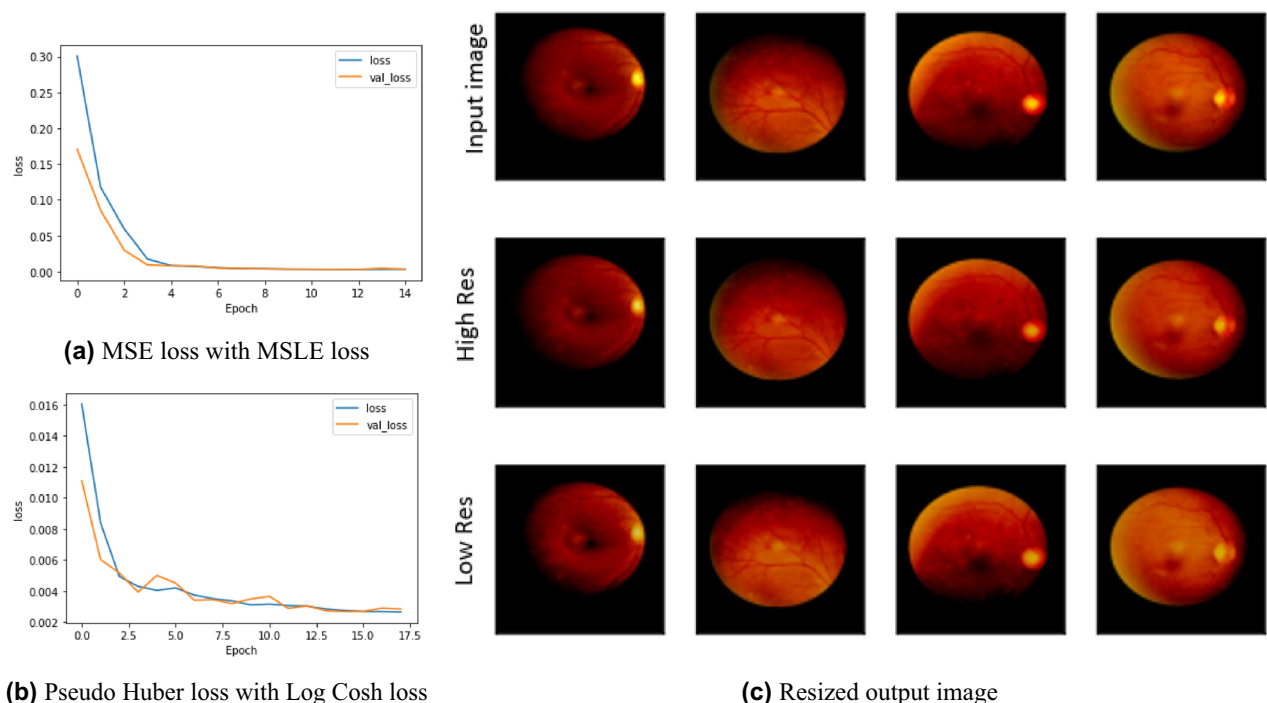 0.30
0.25
0.20
0.15
0.10
0.05
0.00
loss
loss
val_loss
0 2 4 6 8 10 12 14
Epoch
(a) MSE loss with MSLE loss
0.016
0.014
0.012
0.010
0.008
0.006
0.004
0.002
loss
loss
val_loss
0.0 2.5 5.0 7.5 10.0 12.5 15.0 17.5
Epoch
(b) Pseudo Huber loss with Log Cosh loss
Input image
High Res
Low Res
(c) Resized output image